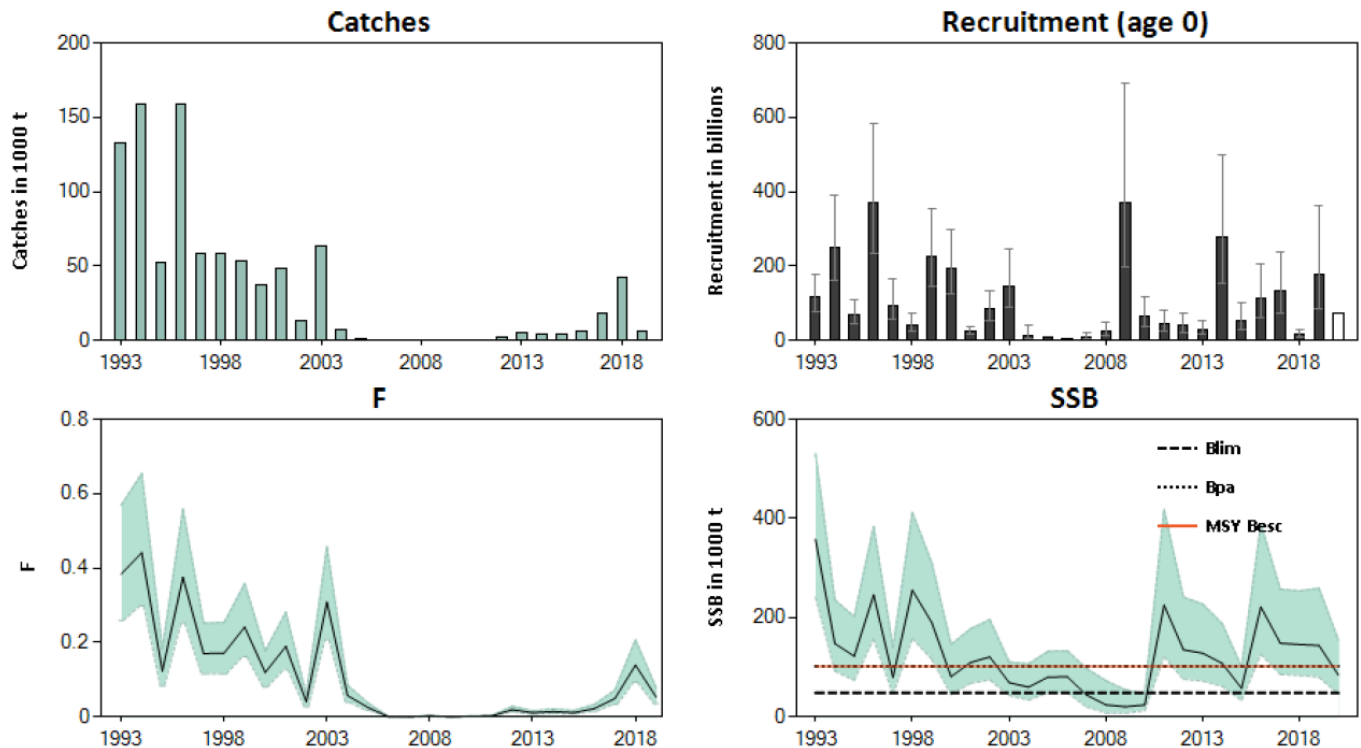 Catches
200
150
100
50
0
Catches in 1000 t
1993 1998 2003 2008 2013 2018
Recruitment (age 0)
800
600
400
200
0
Recruitment in billions
1993 1998 2003 2008 2013 2018
F
0.8
0.6
0.4
0.2
0
F
1993 1998 2003 2008 2013 2018
SSB
600
400
200
0
SSB in 1000 t
Blim
Bpa
MSY Besc
1993 1998 2003 2008 2013 2018